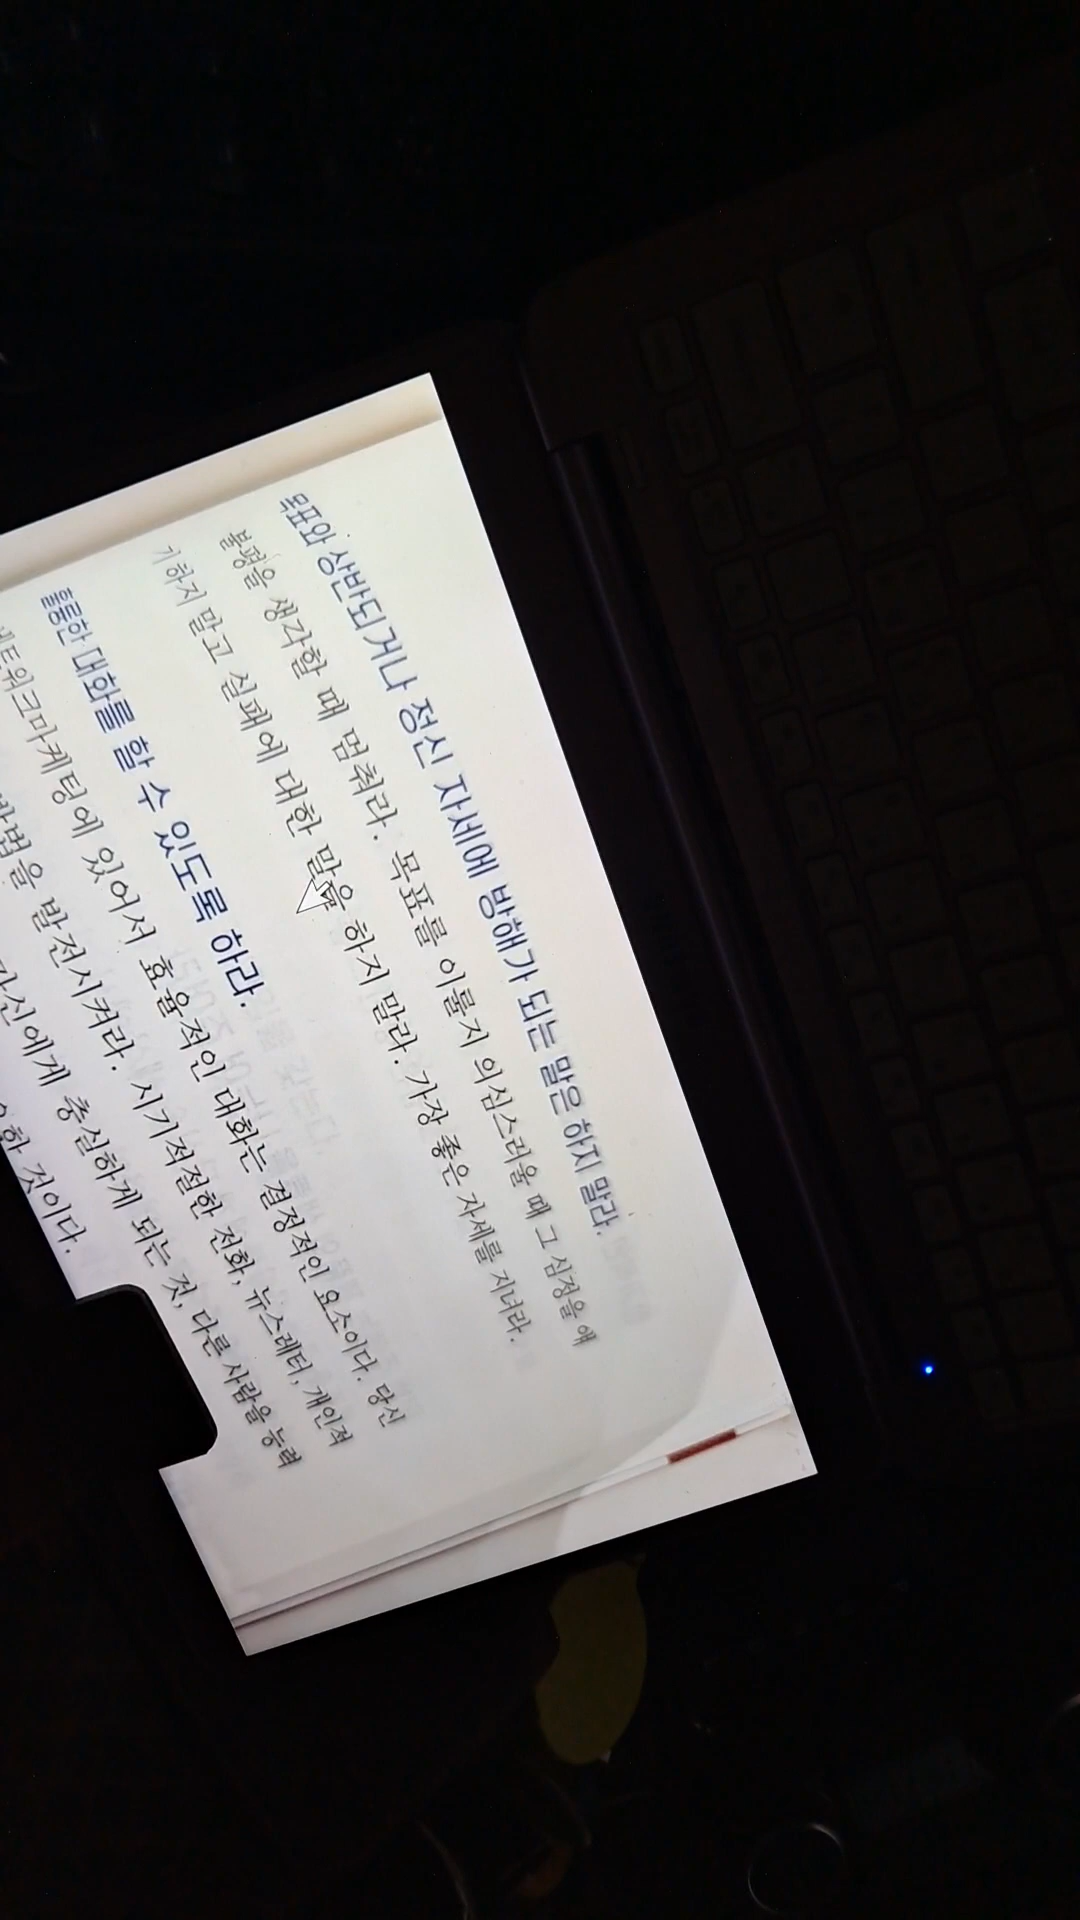 목표와 상반되거나 정신 자세에 방해가 되는 말은 하지 말라.
불평을 생각할 때 멈춰라. 목표를 이룰지 의심스러울 때 그 심정을 얘
기하지 말고 실패에 대한 말을 하지 말라. 가장 좋은 자세를 지녀라.
훌륭한 대화를 할 수 있도록 하라.
네트워크마케팅에 있어서 효율적인 대화는 결정적인 요소이다. 당신
방법을 발전시켜라. 시기적절한 전화, 뉴스레터, 개인적
자신에게 충실하게 되는 것, 다른 사람을 능력
것이다.